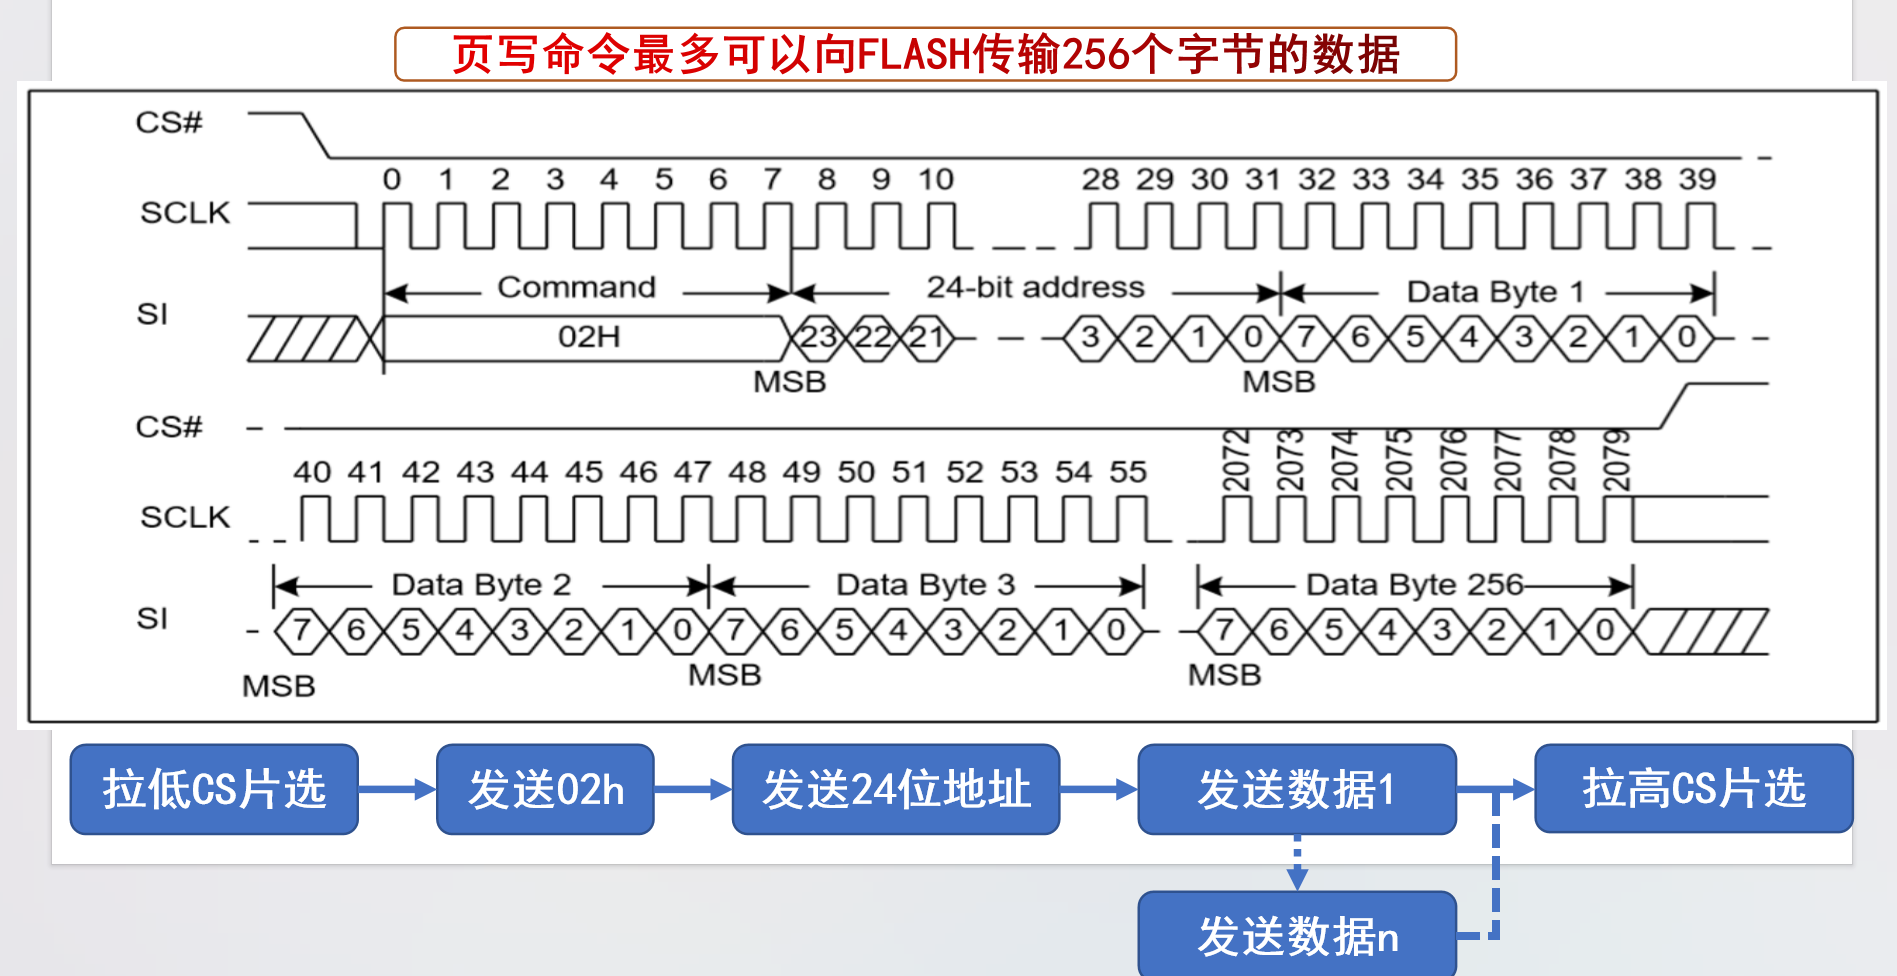 页写命令最多可以向FLASH传输256个字节的数据
CS#
0 1 2 3 4 5 6 7 8 9 10 28 29 30 31 32 33 34 35 36 37 38 39
SCLK
Command 24-bit address Data Byte 1
SI
02H 23 22 21 3 2 1 0 7 6 5 4 3 2 1 0
MSB MSB
CS#
40 41 42 43 44 45 46 47 48 49 50 51 52 53 54 55 2072 2073 2074 2075 2076 2077 2078 2079
SCLK
Data Byte 2 Data Byte 3 Data Byte 256
SI
7 6 5 4 3 2 1 0 7 6 5 4 3 2 1 0 7 6 5 4 3 2 1 0
MSB MSB MSB
拉低CS片选 发送02h 发送24位地址 发送数据1 拉高CS片选
发送数据n